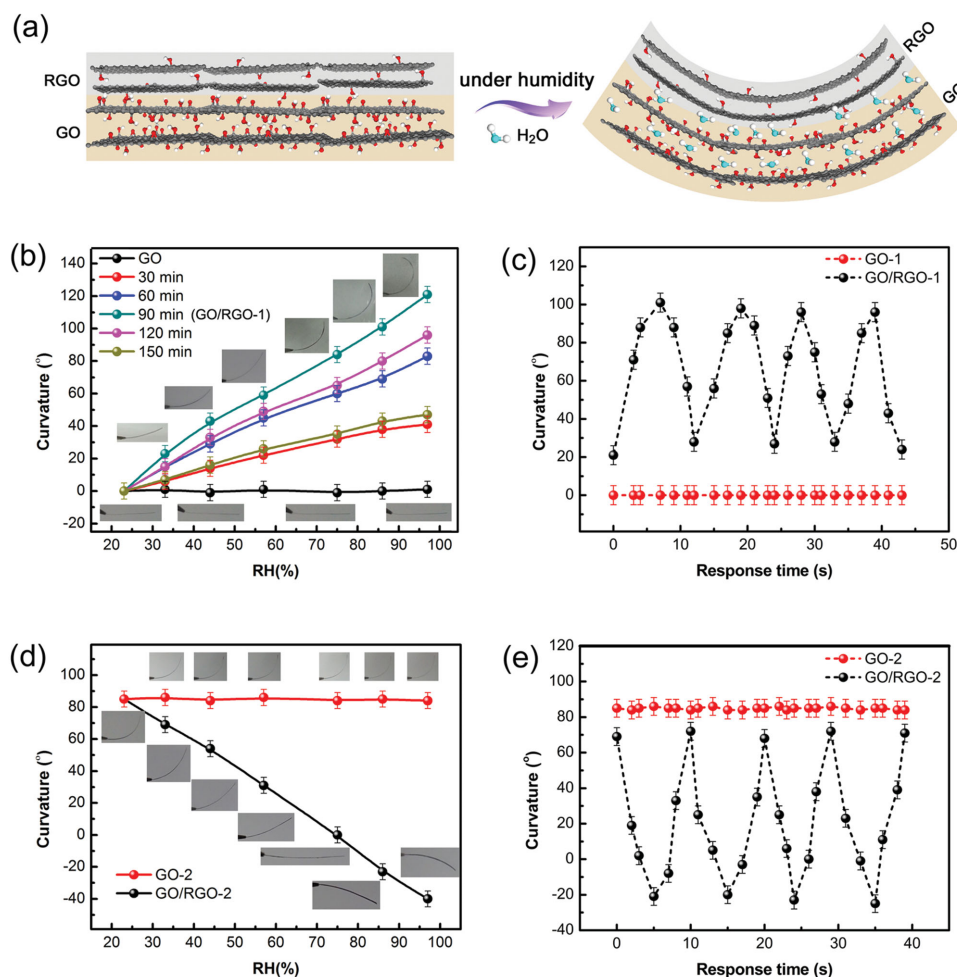 (a)
RGO
GO
under humidity
H2O
RGO
GO
(b)
Curvature (°)
140
120
100
80
60
40
20
0
-20
GO
30 min
60 min
90 min (GO/RGO-1)
120 min
150 min
20 30 40 50 60 70 80 90 100
RH(%)
(c)
Curvature (°)
120
100
80
60
40
20
0
GO-1
GO/RGO-1
0 10 20 30 40 50
Response time (s)
(d)
Curvature (°)
100
80
60
40
20
0
-20
-40
GO-2
GO/RGO-2
20 30 40 50 60 70 80 90 100
RH(%)
(e)
Curvature (°)
120
100
80
60
40
20
0
-20
-40
GO-2
GO/RGO-2
0 10 20 30 40
Response time (s)